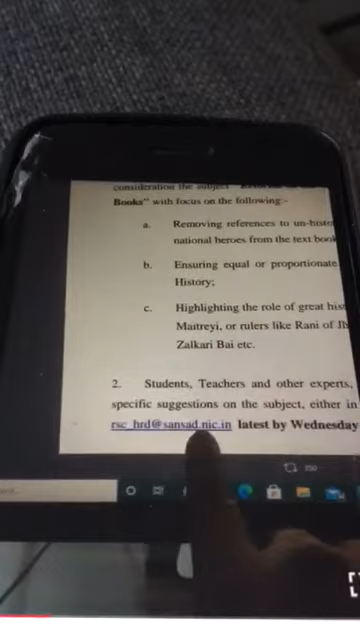 consideration the subject
Books" with focus on the following:-
a. Removing references to un-histo
national heroes from the text book
b. Ensuring equal or proportionate
History;
c. Highlighting the role of great hist
Maitreyi, or rulers like Rani of Jh
Zalkari Bai etc.
2. Students, Teachers and other experts,
specific suggestions on the subject, either in
rsc_hrd@sansad.nic.in latest by Wednesday